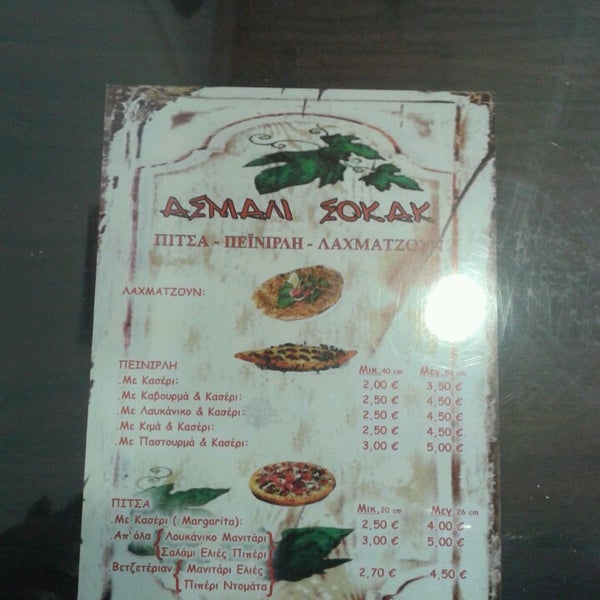 ΑΣΜΑΛΙ ΣΟΚΑΚ
ΠΙΤΣΑ - ΠΕΪΝΙΡΛΗ - ΛΑΧΜΑΤΖΟΥΝ
ΛΑΧΜΑΤΖΟΥΝ:
ΠΕΙΝΙΡΛΗ Μικ.40 cm Μεγ. cm
.Με Κασέρι: 2,00 € 3,50 €
.Με Καβουρμά & Κασέρι: 2,50 € 4,50 €
.Με Λαυκάνικο & Κασέρι: 2,50 € 4,50 €
.Με Κιμά & Κασέρι: 2,50 € 4,50 €
.Με Παστουρμά & Κασέρι: 3,00 € 5,00 €
ΠΙΤΣΑ Μικ.20 cm Μεγ.26 cm
.Με Κασέρι ( Margarita): 2,50 € 4,00 €
.Απ'όλα { Λουκάνικο Μανιτάρι 3,00 € 5,00 €
Σαλάμι Ελιές Πιπέρι
.Βετζετέριαν { Μανιτάρι Ελιές 2,70 € 4,50 €
Πιπέρι Ντομάτα